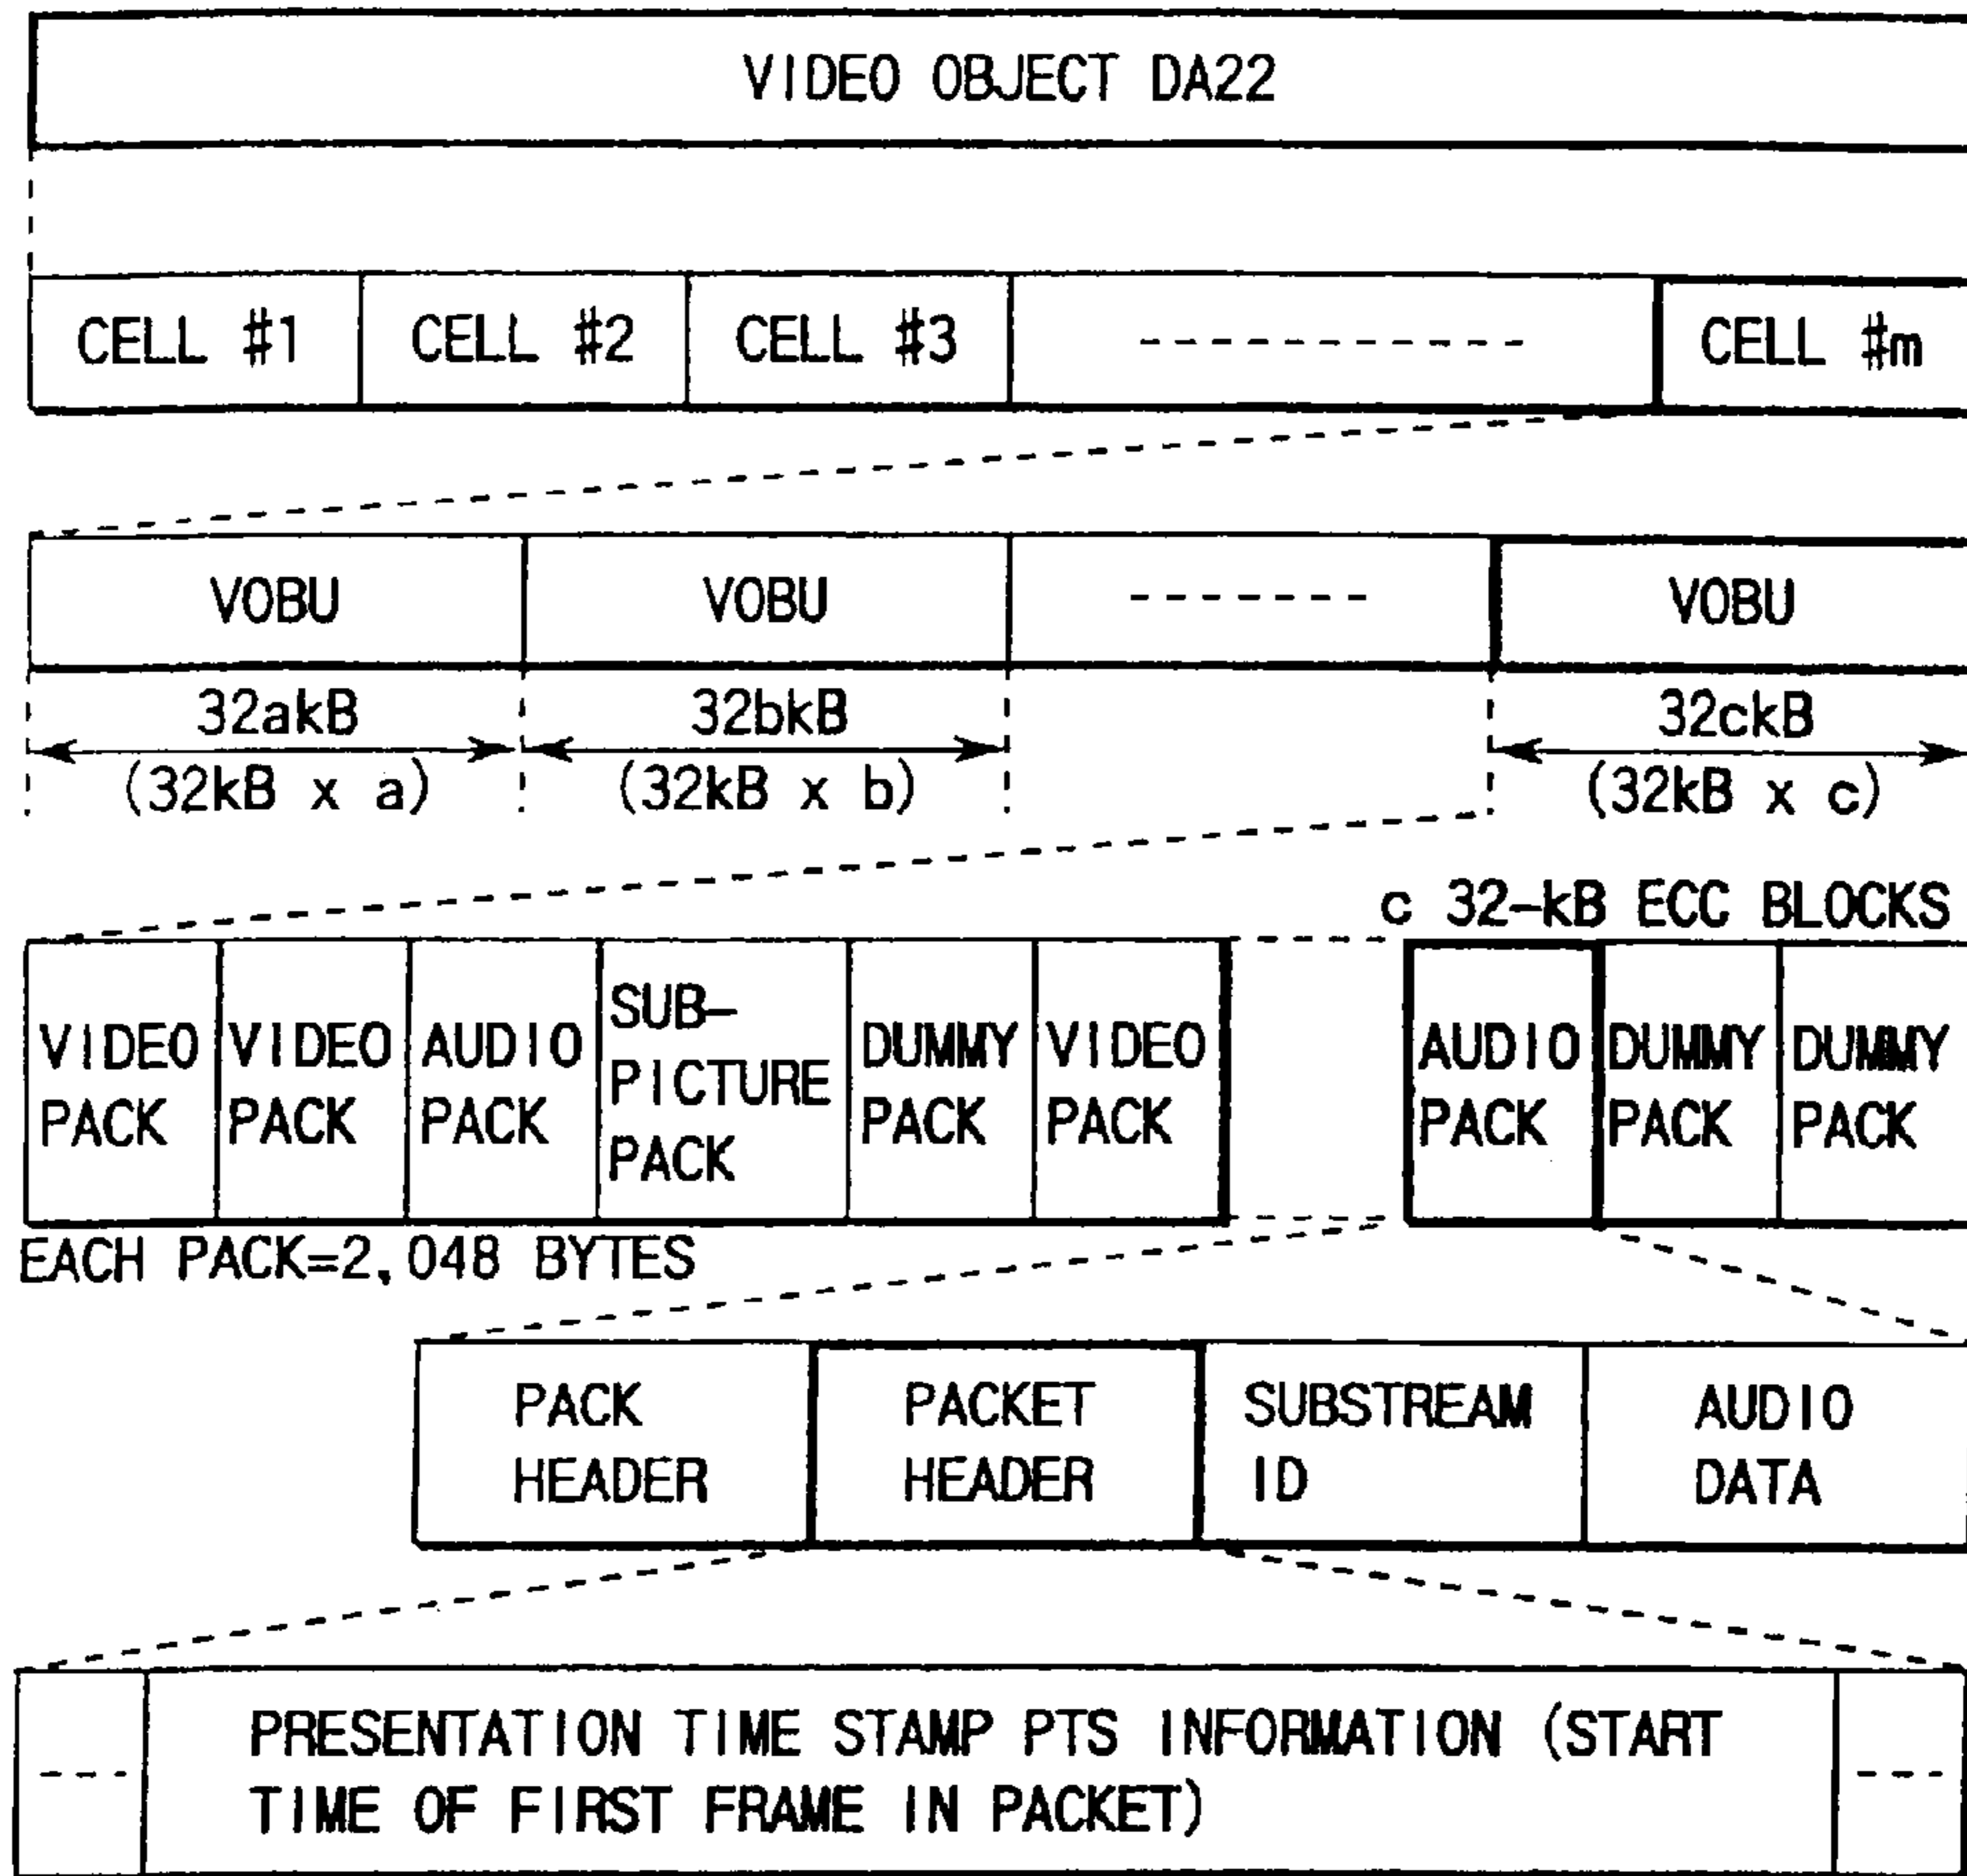 VIDEO OBJECT DA22
CELL #1 CELL #2 CELL #3 ------------ CELL #m
VOBU VOBU ------- VOBU
32akB 32bkB 32ckB
(32kB x a) (32kB x b) (32kB x c)
c 32-kB ECC BLOCKS
VIDEO PACK
VIDEO PACK
AUDIO PACK
SUB-
PICTURE
PACK
DUMMY PACK
VIDEO PACK
AUDIO PACK
DUMMY PACK
DUMMY PACK
EACH PACK=2,048 BYTES
PACK
HEADER
PACKET
HEADER
SUBSTREAM
ID
AUDIO
DATA
--- PRESENTATION TIME STAMP PTS INFORMATION (START ---
TIME OF FIRST FRAME IN PACKET)